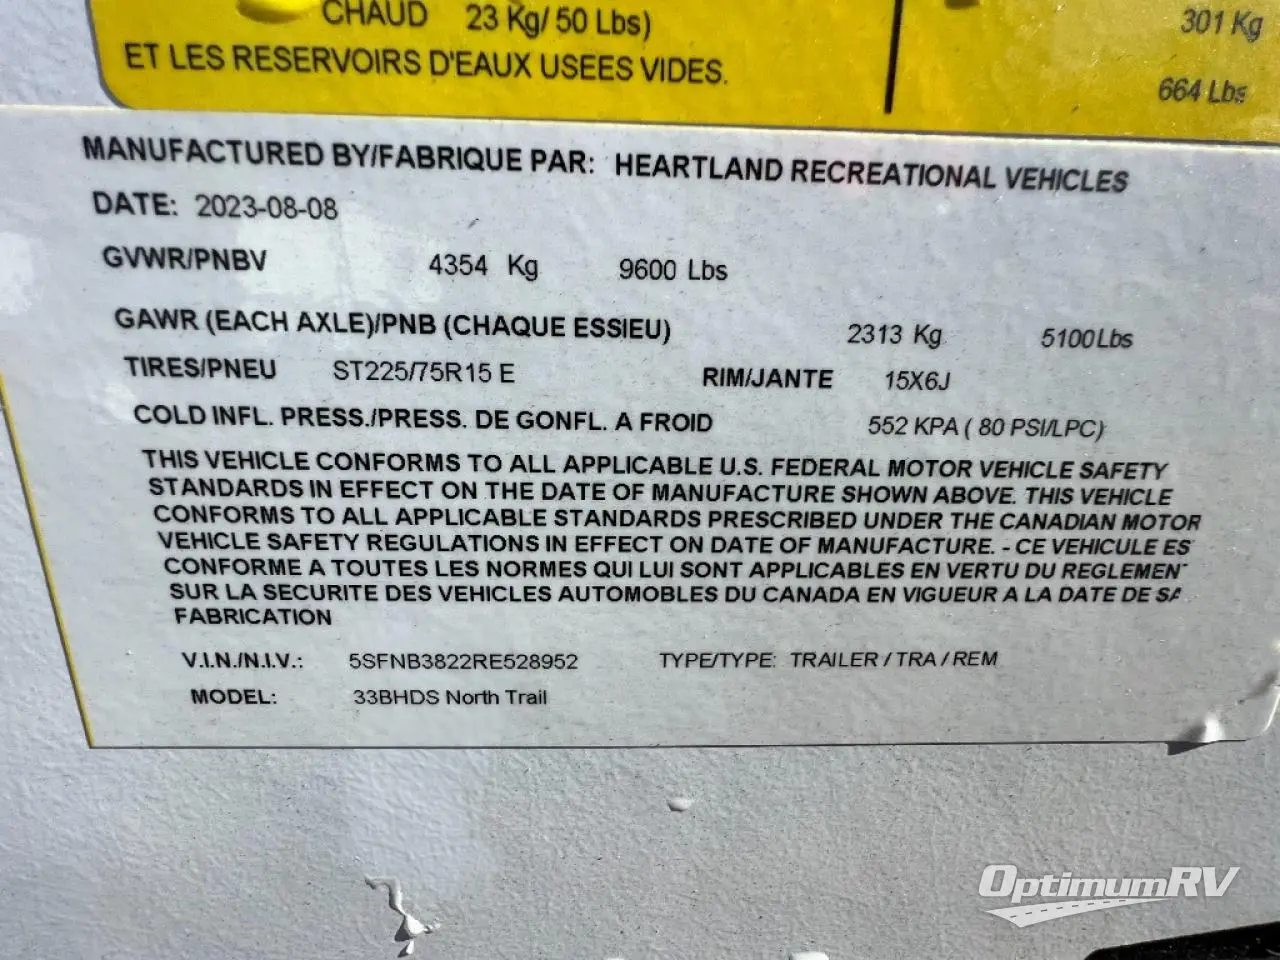 CHAUD 23 Kg/ 50 Lbs)
ET LES RESERVOIRS D'EAUX USEES VIDES.
301 Kg
664 Lbs
MANUFACTURED BY/FABRIQUE PAR: HEARTLAND RECREATIONAL VEHICLES
DATE: 2023-08-08
GVWR/PNBV 4354 Kg 9600 Lbs
GAWR (EACH AXLE)/PNB (CHAQUE ESSIEU) 2313 Kg 5100Lbs
TIRES/PNEU ST225/75R15 E RIM/JANTE 15X6J
COLD INFL. PRESS./PRESS. DE GONFL. A FROID 552 KPA ( 80 PSI/LPC)
THIS VEHICLE CONFORMS TO ALL APPLICABLE U.S. FEDERAL MOTOR VEHICLE SAFETY
STANDARDS IN EFFECT ON THE DATE OF MANUFACTURE SHOWN ABOVE. THIS VEHICLE
CONFORMS TO ALL APPLICABLE STANDARDS PRESCRIBED UNDER THE CANADIAN MOTOR
VEHICLE SAFETY REGULATIONS IN EFFECT ON DATE OF MANUFACTURE. - CE VEHICULE ES
CONFORME A TOUTES LES NORMES QUI LUI SONT APPLICABLES EN VERTU DU REGLEMEN
SUR LA SECURITE DES VEHICLES AUTOMOBLES DU CANADA EN VIGUEUR A LA DATE DE SA
FABRICATION
V.I.N./N.I.V.: 5SFNB3822RE528952 TYPE/TYPE: TRAILER / TRA / REM
MODEL: 33BHDS North Trail
OptimumRV